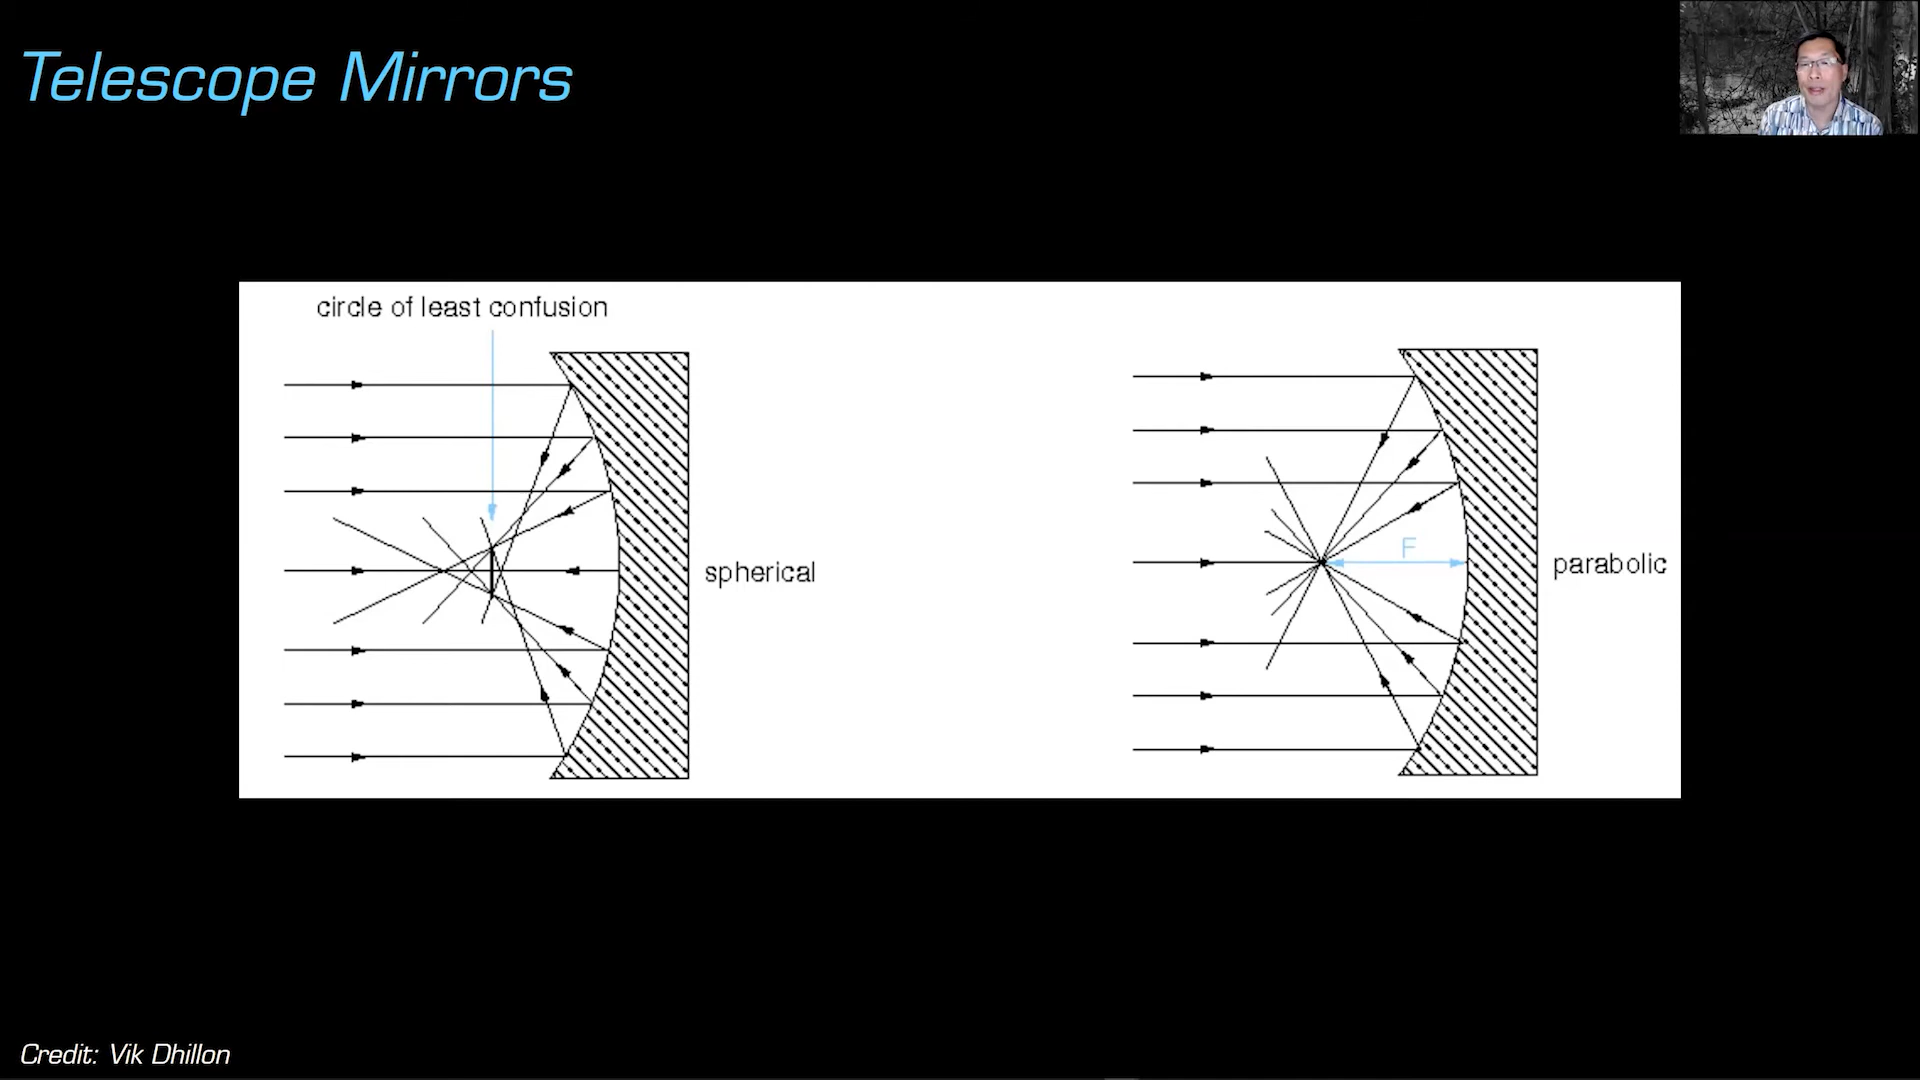 Telescope Mirrors
circle of least confusion
spherical
F
parabolic
Credit: Vik Dhillon